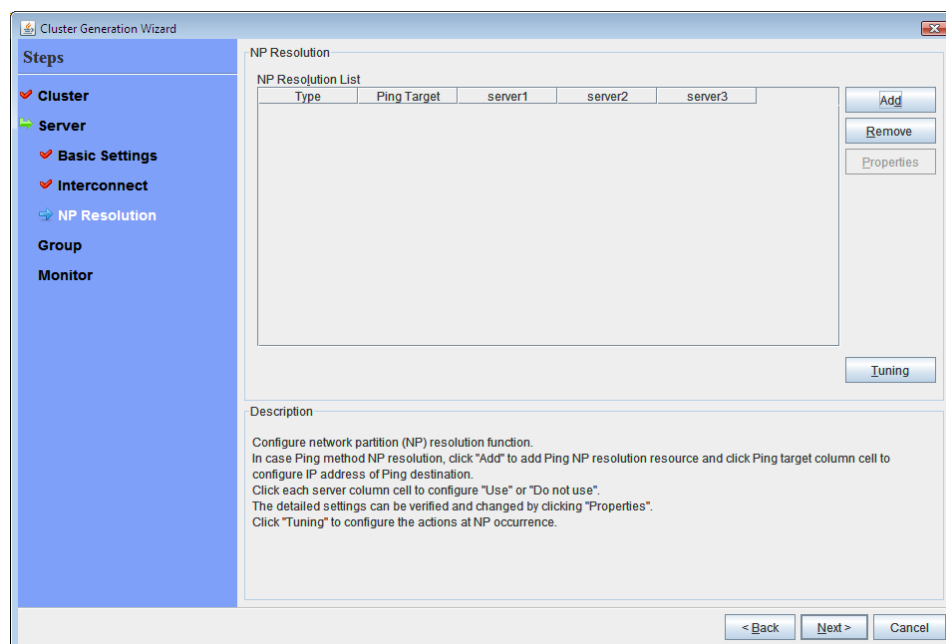 Cluster Generation Wizard
Steps
Cluster
Server
Basic Settings
Interconnect
NP Resolution
Group
Monitor
NP Resolution
NP Resolution List
Type Ping Target server1 server2 server3
Add
Remove
Properties
Tuning
Description
Configure network partition (NP) resolution function.
In case Ping method NP resolution, click "Add" to add Ping NP resolution resource and click Ping target column cell to
configure IP address of Ping destination.
Click each server column cell to configure "Use" or "Do not use".
The detailed settings can be verified and changed by clicking "Properties".
Click "Tuning" to configure the actions at NP occurrence.
< Back Next > Cancel